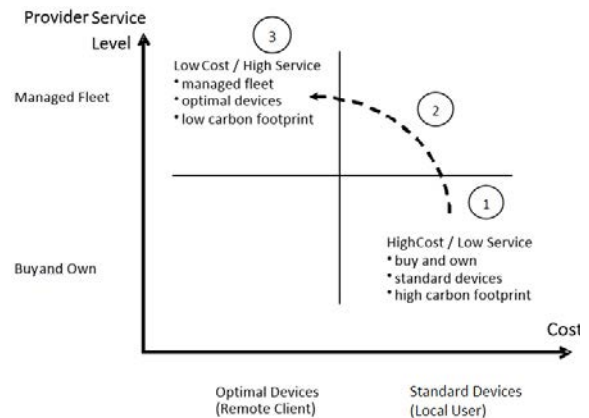 Provider Service
Level
3
Low Cost / High Service
• managed fleet
• optimal devices
• low carbon footprint
Managed Fleet
2
1
HighCost / Low Service
• buy and own
• standard devices
• high carbon footprint
Buyand Own
Cost
Optimal Devices
(Remote Client)
Standard Devices
(Local User)